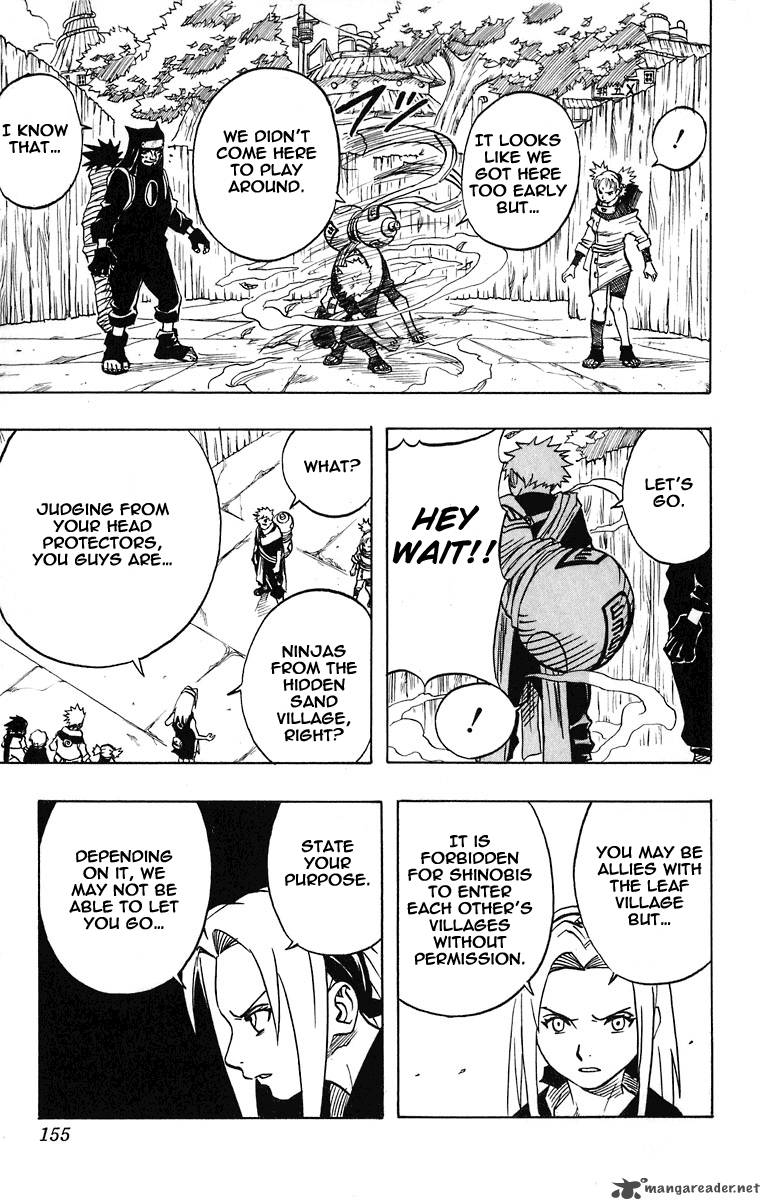 !
IT LOOKS
LIKE WE
GOT HERE
TOO EARLY
BUT...
ブッ
WE DIDN'T
COME HERE
TO PLAY
AROUND.
I KNOW
THAT...
LET'S
GO.
HEY
WAIT!!
!
WHAT?
JUDGING FROM
YOUR HEAD
PROTECTORS,
YOU GUYS ARE...
NINJAS
FROM THE
HIDDEN
SAND
VILLAGE,
RIGHT?
YOU MAY BE
ALLIES WITH
THE LEAF
VILLAGE
BUT...
IT IS
FORBIDDEN
FOR SHINOBIS
TO ENTER
EACH OTHER'S
VILLAGES
WITHOUT
PERMISSION.
STATE
YOUR
PURPOSE.
DEPENDING
ON IT, WE
MAY NOT BE
ABLE TO LET
YOU GO...
155
mangareader.net